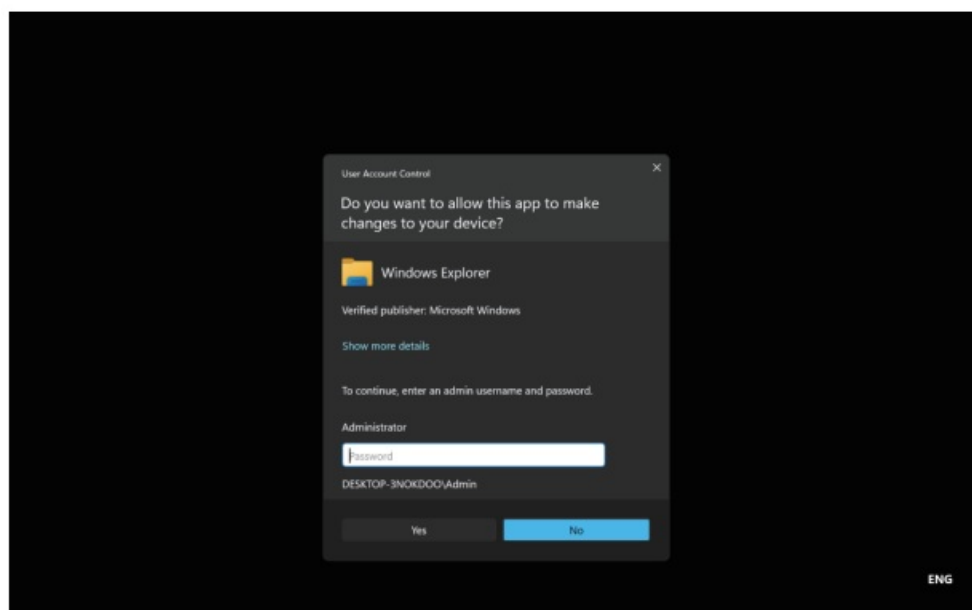 User Account Control
Do you want to allow this app to make
changes to your device?
Windows Explorer
Verified publisher: Microsoft Windows
Show more details
To continue, enter an admin username and password.
Administrator
Password
DESKTOP-3NOKDOO\Admin
Yes
No
ENG